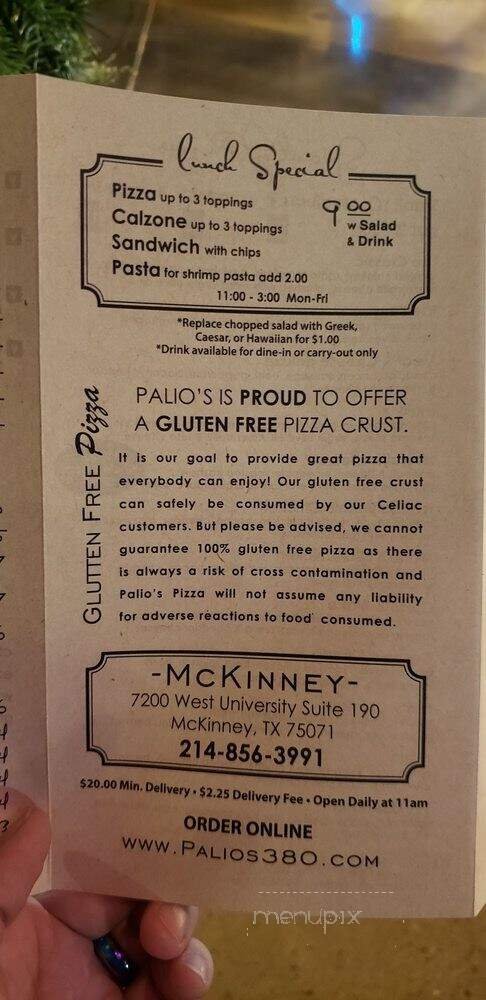 Lunch Special
Pizza up to 3 toppings
Calzone up to 3 toppings
Sandwich with chips
Pasta for shrimp pasta add 2.00
9 00
w Salad
& Drink
11:00 - 3:00 Mon-Fri
*Replace chopped salad with Greek,
Caesar, or Hawaiian for $1.00
*Drink available for dine-in or carry-out only
GLUTTEN FREE Pizza
PALIO'S IS PROUD TO OFFER
A GLUTEN FREE PIZZA CRUST.
It is our goal to provide great pizza that
everybody can enjoy! Our gluten free crust
can safely be consumed by our Celiac
customers. But please be advised, we cannot
guarantee 100% gluten free pizza as there
is always a risk of cross contamination and
Palio's Pizza will not assume any liability
for adverse reactions to food consumed.
-MCKINNEY-
7200 West University Suite 190
McKinney, TX 75071
214-856-3991
$20.00 Min. Delivery • $2.25 Delivery Fee • Open Daily at 11am
ORDER ONLINE
WWW.PALIOS380.COM
menupix